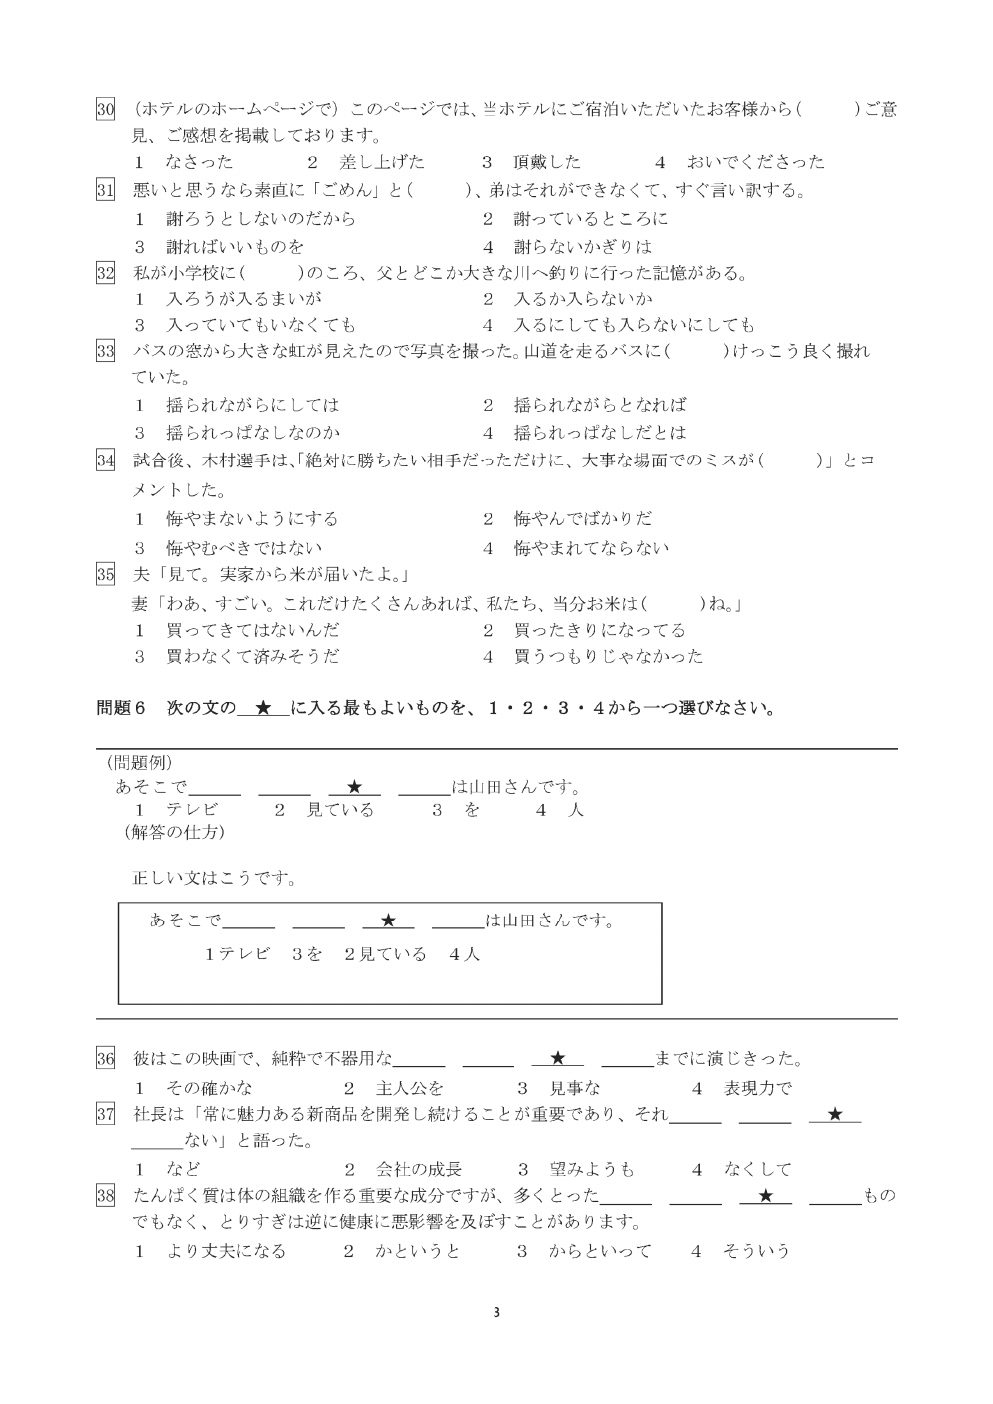 30 （ホテルのホームページで）このページでは、当ホテルにご宿泊いただいたお客様から（　　　）ご意
見、ご感想を掲載しております。
1 なさった 2 差し上げた 3 頂戴した 4 おいでくださった
31 悪いと思うなら素直に「ごめん」と（　　　）、弟はそれができなくて、すぐ言い訳する。
1 謝ろうとしないのだから 2 謝っているところに
3 謝ればいいものを 4 謝らないかぎりは
32 私が小学校に（　　　）のころ、父とどこか大きな川へ釣りに行った記憶がある。
1 入ろうが入るまいが 2 入るか入らないか
3 入っていてもいなくても 4 入るにしても入らないにしても
33 バスの窓から大きな虹が見えたので写真を撮った。山道を走るバスに（　　　）けっこう良く撮れ
ていた。
1 揺られながらにしては 2 揺られながらとなれば
3 揺られっぱなしなのか 4 揺られっぱなしだとは
34 試合後、木村選手は、「絶対に勝ちたい相手だっただけに、大事な場面でのミスが（　　　）」とコ
メントした。
1 悔やまないようにする 2 悔やんでばかりだ
3 悔やむべきではない 4 悔やまれてならない
35 夫「見て。実家から米が届いたよ。」
妻「わあ、すごい。これだけたくさんあれば、私たち、当分お米は（　　　）ね。」
1 買ってきてはないんだ 2 買ったきりになってる
3 買わなくて済みそうだ 4 買うつもりじゃなかった
問題６ 次の文の＿★＿に入る最もよいものを、１・２・３・４から一つ選びなさい。
（問題例）
あそこで＿＿＿ ＿＿＿ ＿★＿ ＿＿＿は山田さんです。
1 テレビ 2 見ている 3 を 4 人
（解答の仕方）
正しい文はこうです。
あそこで＿＿＿ ＿＿＿ ＿★＿ ＿＿＿は山田さんです。
1テレビ 3を 2見ている 4人
36 彼はこの映画で、純粋で不器用な＿＿＿ ＿＿＿ ＿★＿ ＿＿＿までに演じきった。
1 その確かな 2 主人公を 3 見事な 4 表現力で
37 社長は「常に魅力ある新商品を開発し続けることが重要であり、それ＿＿＿ ＿＿＿ ＿★＿
＿＿＿ない」と語った。
1 など 2 会社の成長 3 望みようも 4 なくして
38 たんぱく質は体の組織を作る重要な成分ですが、多くとった＿＿＿ ＿＿＿ ＿★＿ ＿＿＿もの
でもなく、とりすぎは逆に健康に悪影響を及ぼすことがあります。
1 より丈夫になる 2 かというと 3 からといって 4 そういう
3